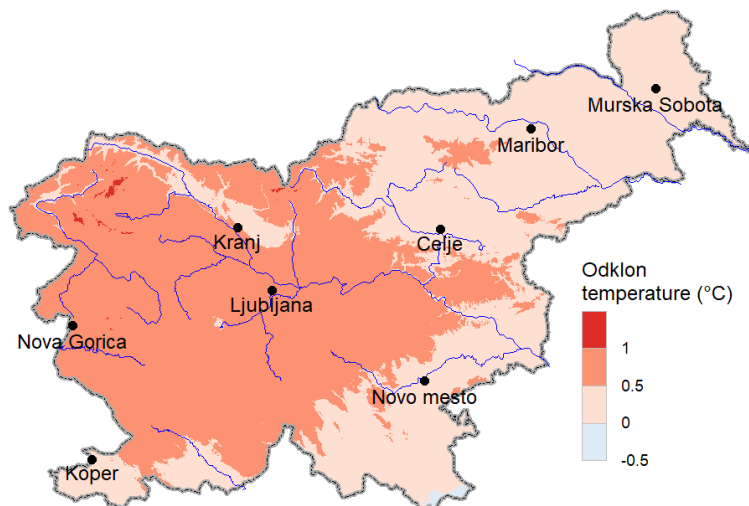 Murska Sobota
Maribor
Kranj
Celje
Ljubljana
Nova Gorica
Novo mesto
Koper
Odklon
temperature (°C)
1
0.5
0
-0.5